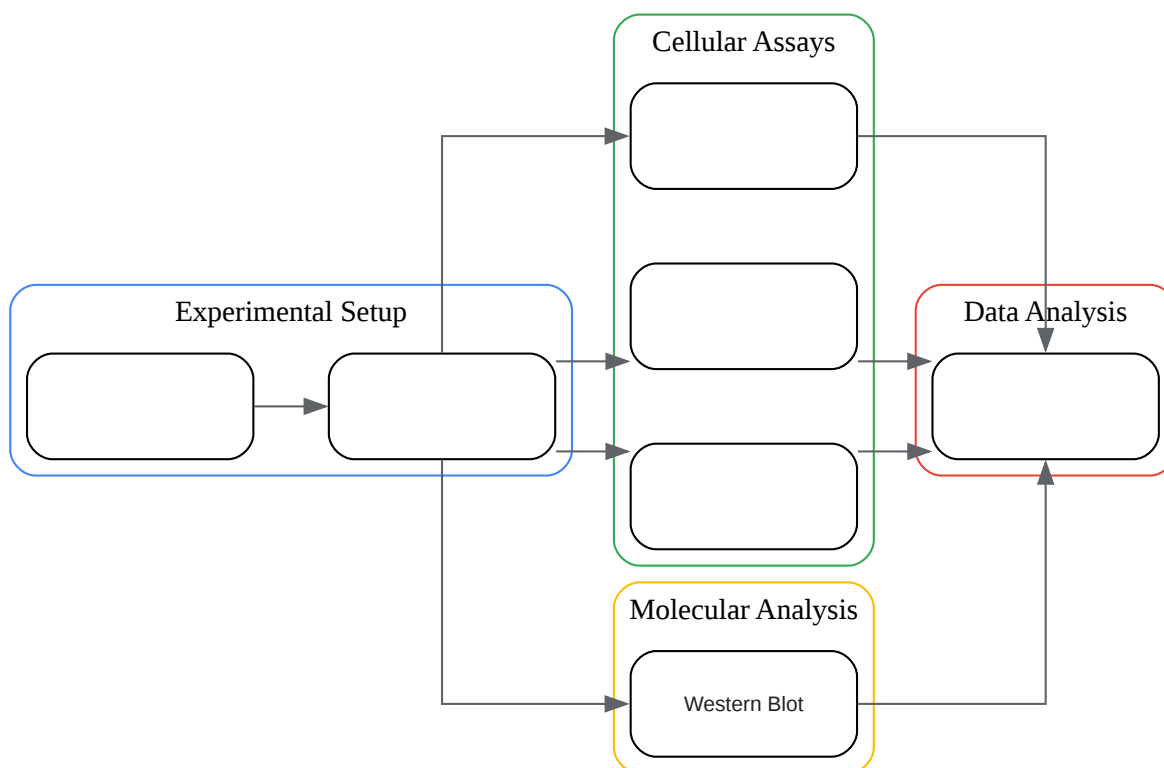 Cellular Assays
Experimental Setup
Data Analysis
Molecular Analysis
Western Blot